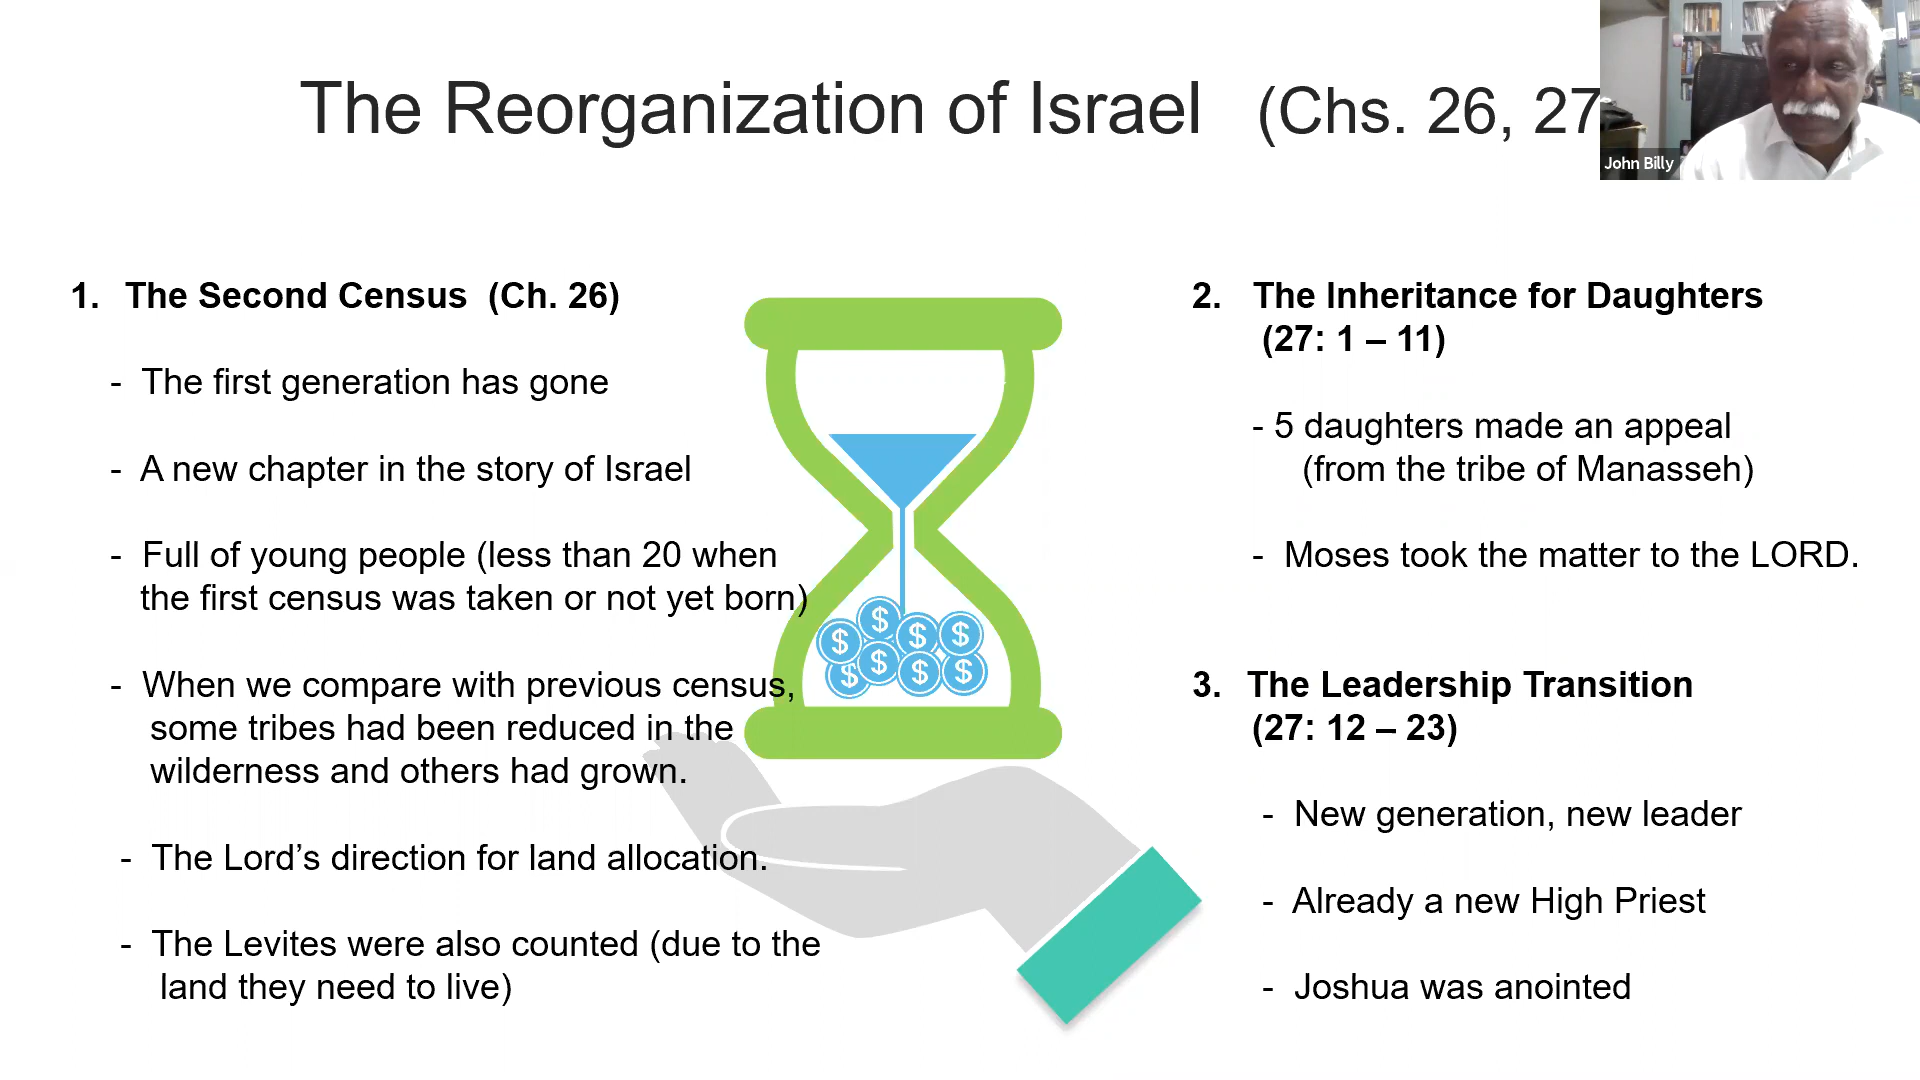 The Reorganization of Israel (Chs. 26, 27
John Billy
1. The Second Census (Ch. 26)
- The first generation has gone
- A new chapter in the story of Israel
- Full of young people (less than 20 when
the first census was taken or not yet born)
- When we compare with previous census,
some tribes had been reduced in the
wilderness and others had grown.
- The Lord’s direction for land allocation.
- The Levites were also counted (due to the
land they need to live)
$ $ $ $
$ $ $ $
2. The Inheritance for Daughters
(27: 1 – 11)
- 5 daughters made an appeal
(from the tribe of Manasseh)
- Moses took the matter to the LORD.
3. The Leadership Transition
(27: 12 – 23)
- New generation, new leader
- Already a new High Priest
- Joshua was anointed